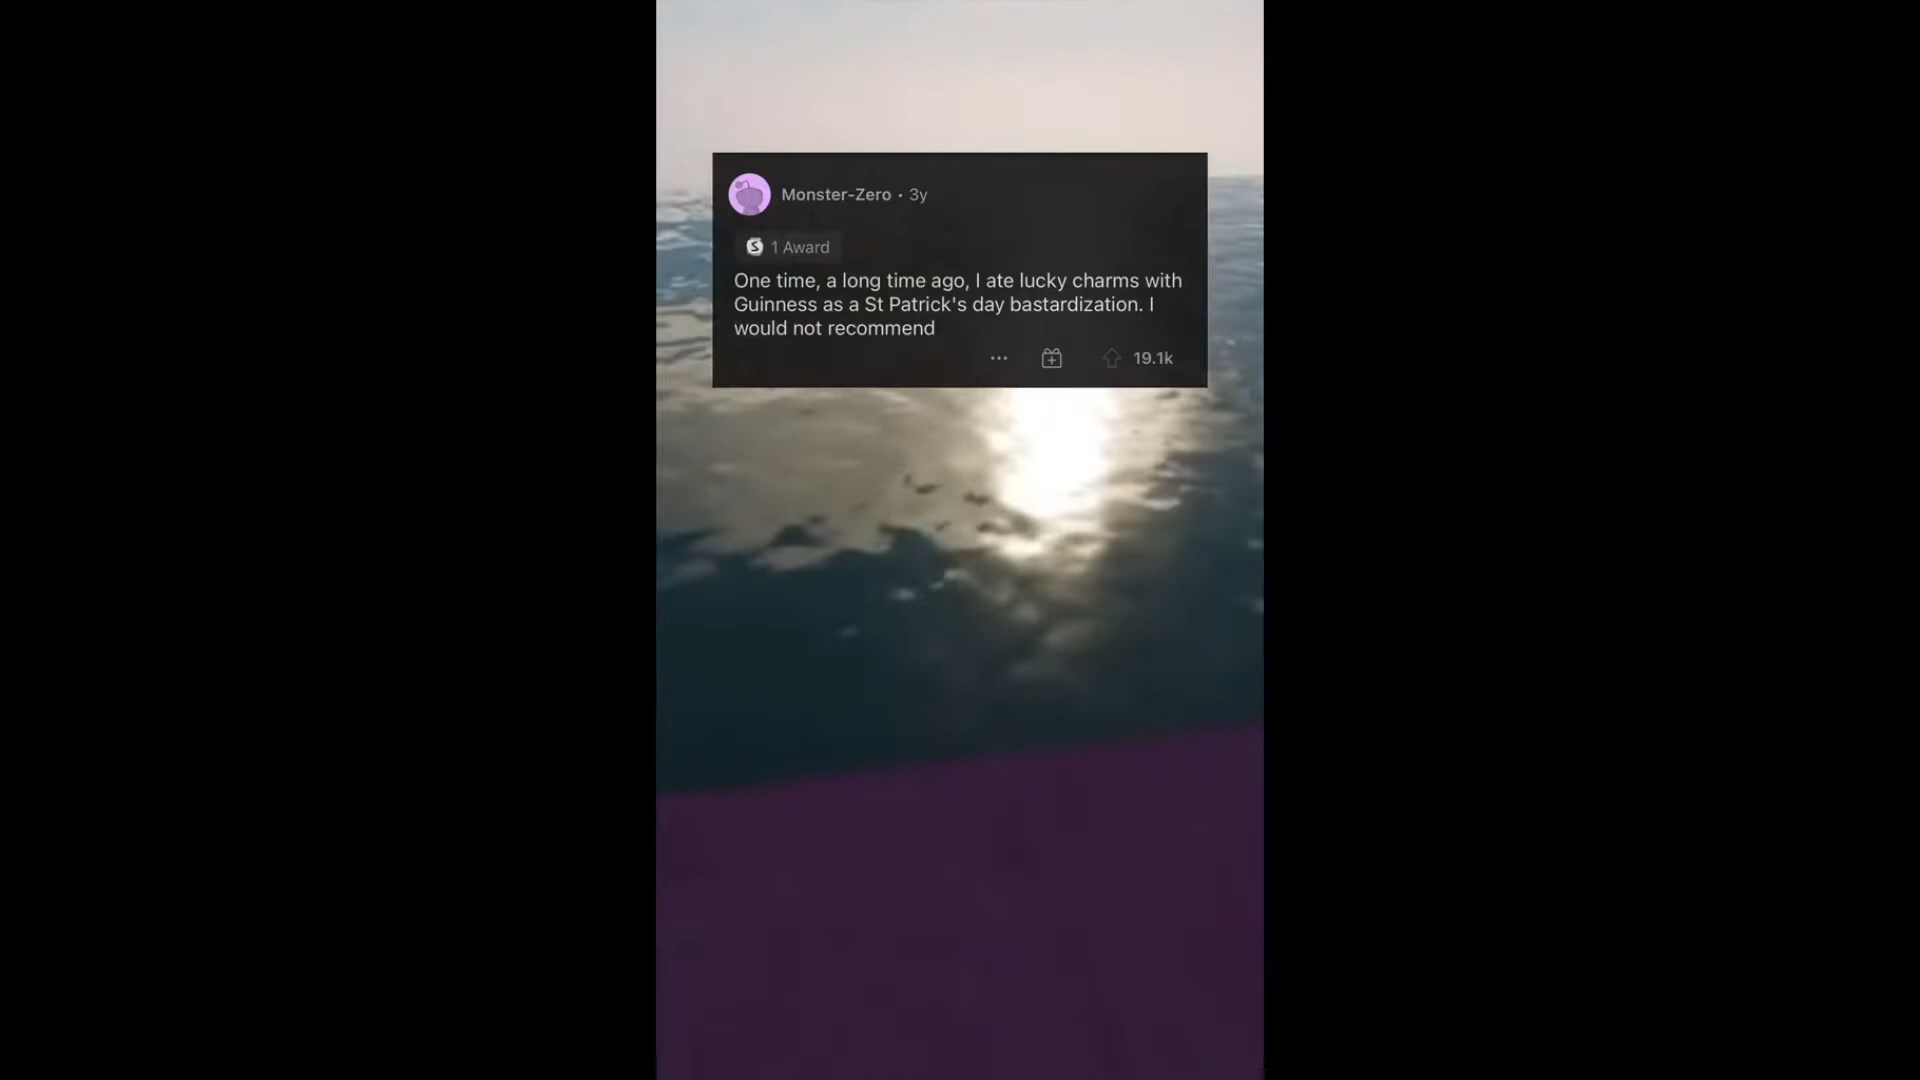 Monster-Zero • 3y
1 Award
One time, a long time ago, I ate lucky charms with
Guinness as a St Patrick's day bastardization. I
would not recommend
19.1k